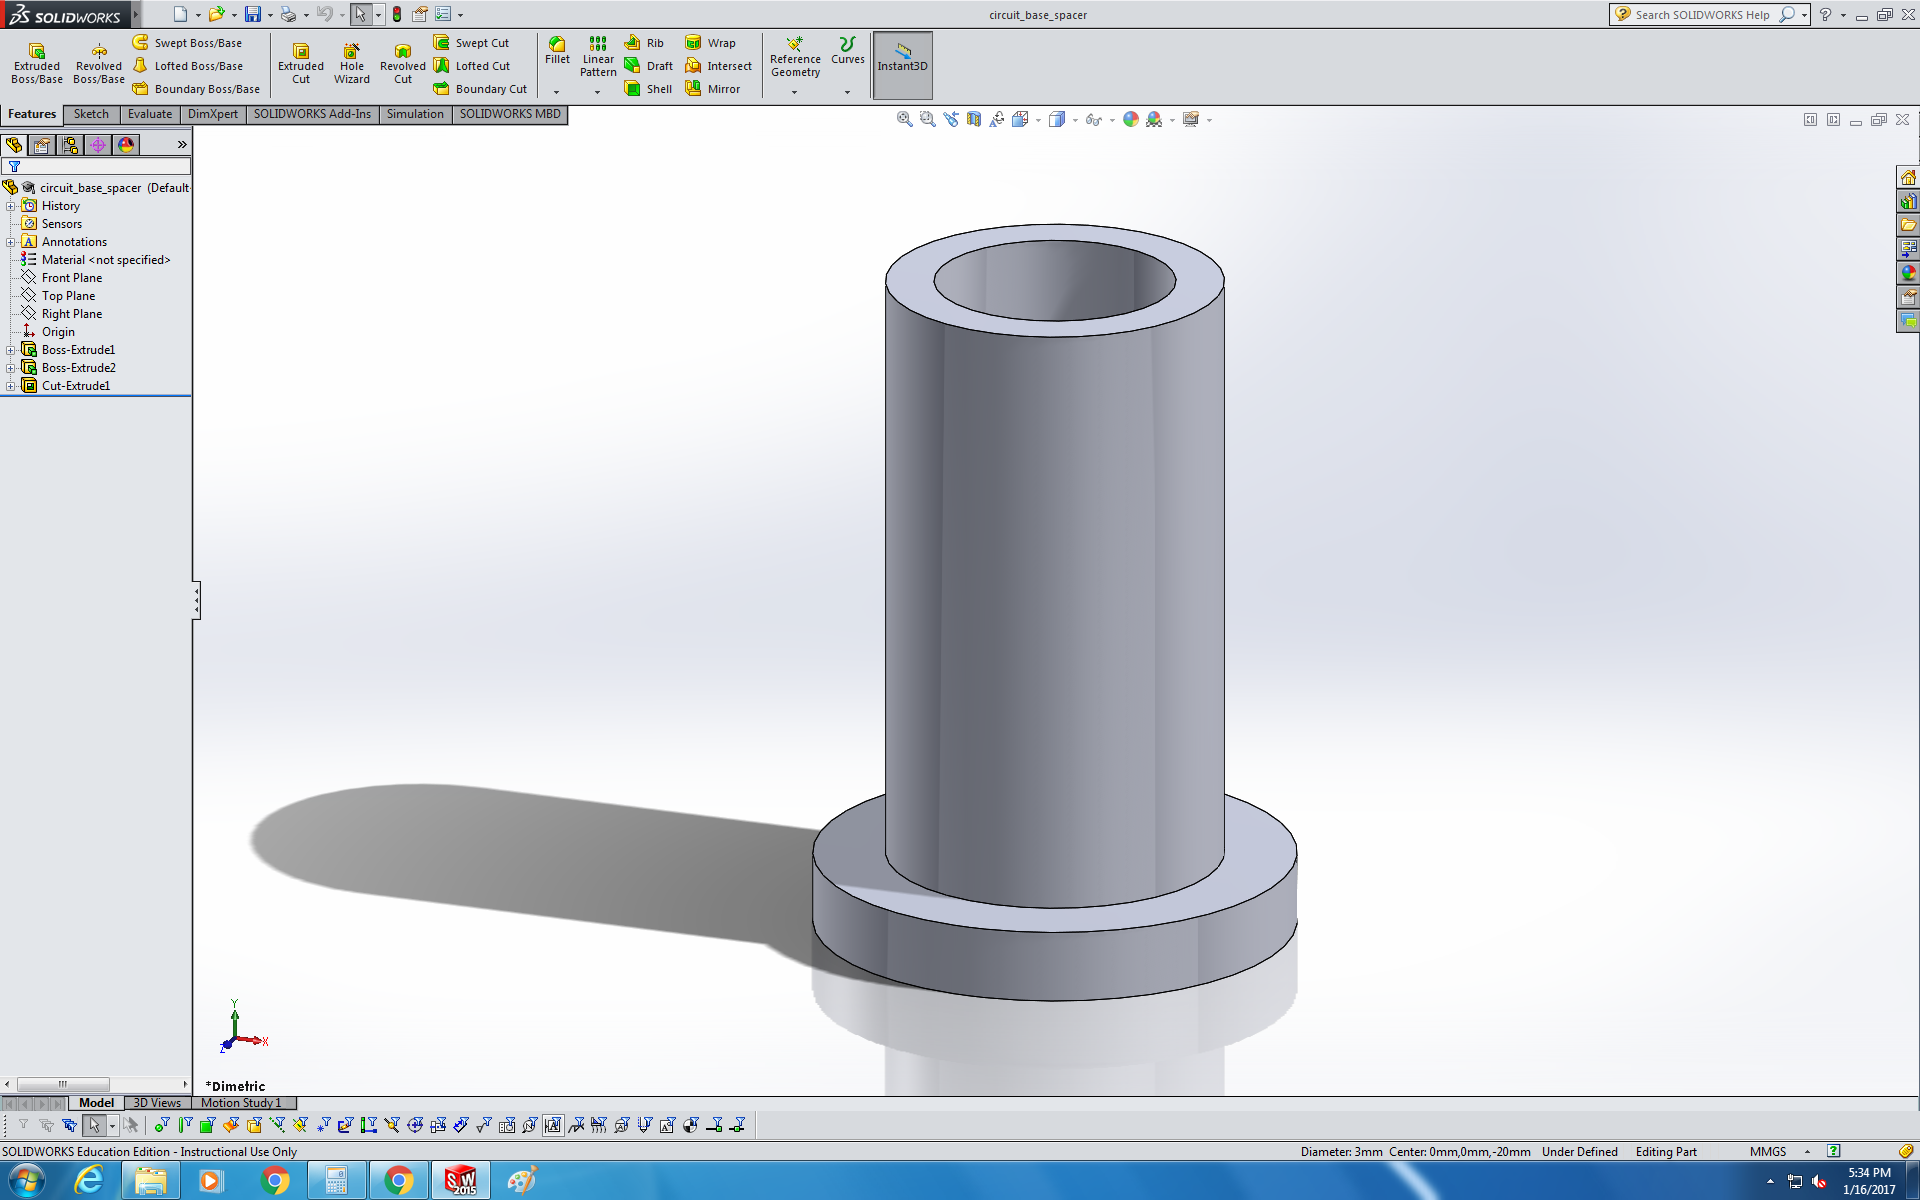 SOLIDWORKS
circuit_base_spacer
Search SOLIDWORKS Help
Extruded Boss/Base
Revolved Boss/Base
Swept Boss/Base
Lofted Boss/Base
Boundary Boss/Base
Extruded Cut
Hole Wizard
Revolved Cut
Swept Cut
Lofted Cut
Boundary Cut
Fillet
Linear Pattern
Rib
Draft
Shell
Wrap
Intersect
Mirror
Reference Geometry
Curves
Instant3D
Features Sketch Evaluate DimXpert SOLIDWORKS Add-Ins Simulation SOLIDWORKS MBD
circuit_base_spacer (Default
History
Sensors
Annotations
Material <not specified>
Front Plane
Top Plane
Right Plane
Origin
Boss-Extrude1
Boss-Extrude2
Cut-Extrude1
Y
X
Z
*Dimetric
Model 3D Views Motion Study 1
SOLIDWORKS Education Edition - Instructional Use Only
Diameter: 3mm Center: 0mm,0mm,-20mm Under Defined Editing Part MMGS
SW 2015
5:34 PM
1/16/2017